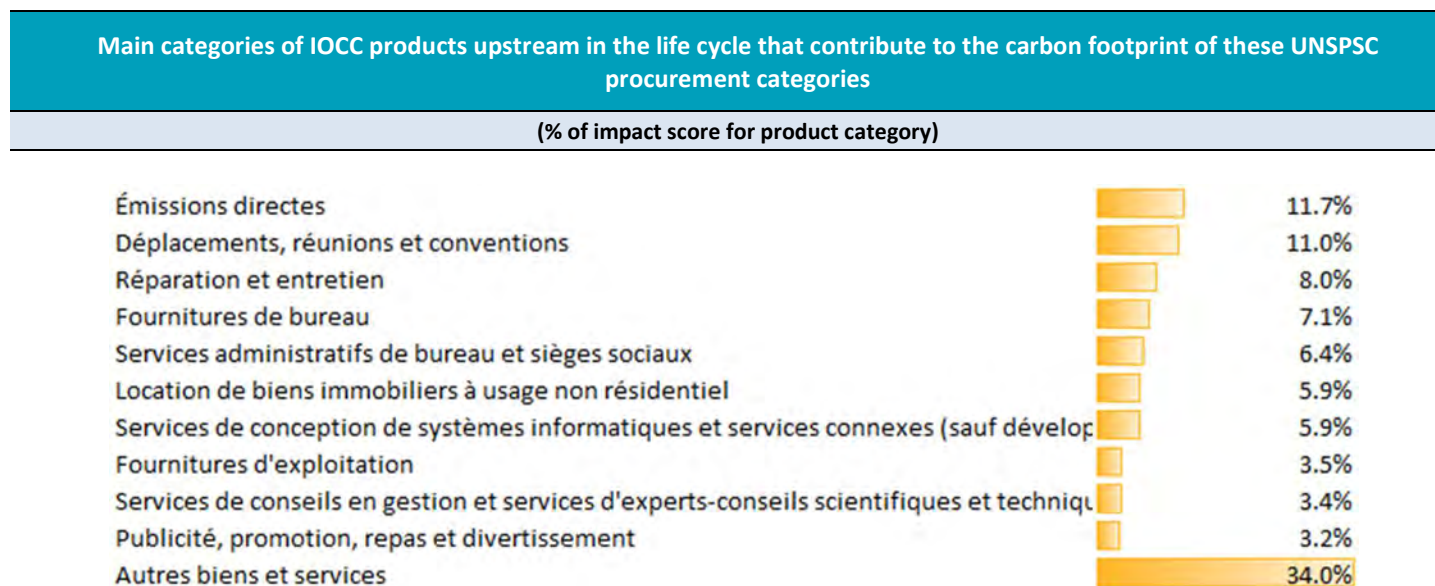 Main categories of IOCC products upstream in the life cycle that contribute to the carbon footprint of these UNSPSC
procurement categories
(% of impact score for product category)
Émissions directes 11.7%
Déplacements, réunions et conventions 11.0%
Réparation et entretien 8.0%
Fournitures de bureau 7.1%
Services administratifs de bureau et sièges sociaux 6.4%
Location de biens immobiliers à usage non résidentiel 5.9%
Services de conception de systèmes informatiques et services connexes (sauf dévelop 5.9%
Fournitures d'exploitation 3.5%
Services de conseils en gestion et services d'experts-conseils scientifiques et techniqu 3.4%
Publicité, promotion, repas et divertissement 3.2%
Autres biens et services 34.0%